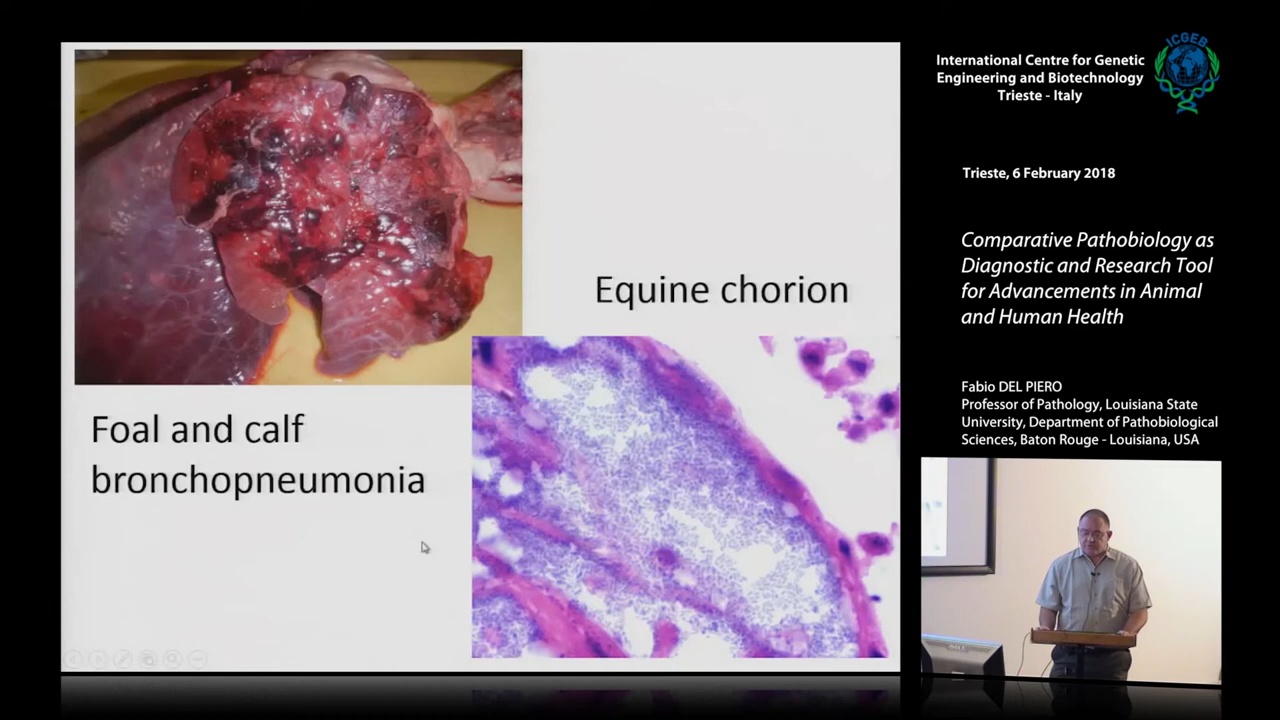 Equine chorion
Foal and calf
bronchopneumonia
ICGEB
International Centre for Genetic
Engineering and Biotechnology
Trieste - Italy
Trieste, 6 February 2018
Comparative Pathobiology as
Diagnostic and Research Tool
for Advancements in Animal
and Human Health
Fabio DEL PIERO
Professor of Pathology, Louisiana State
University, Department of Pathobiological
Sciences, Baton Rouge - Louisiana, USA
DELL